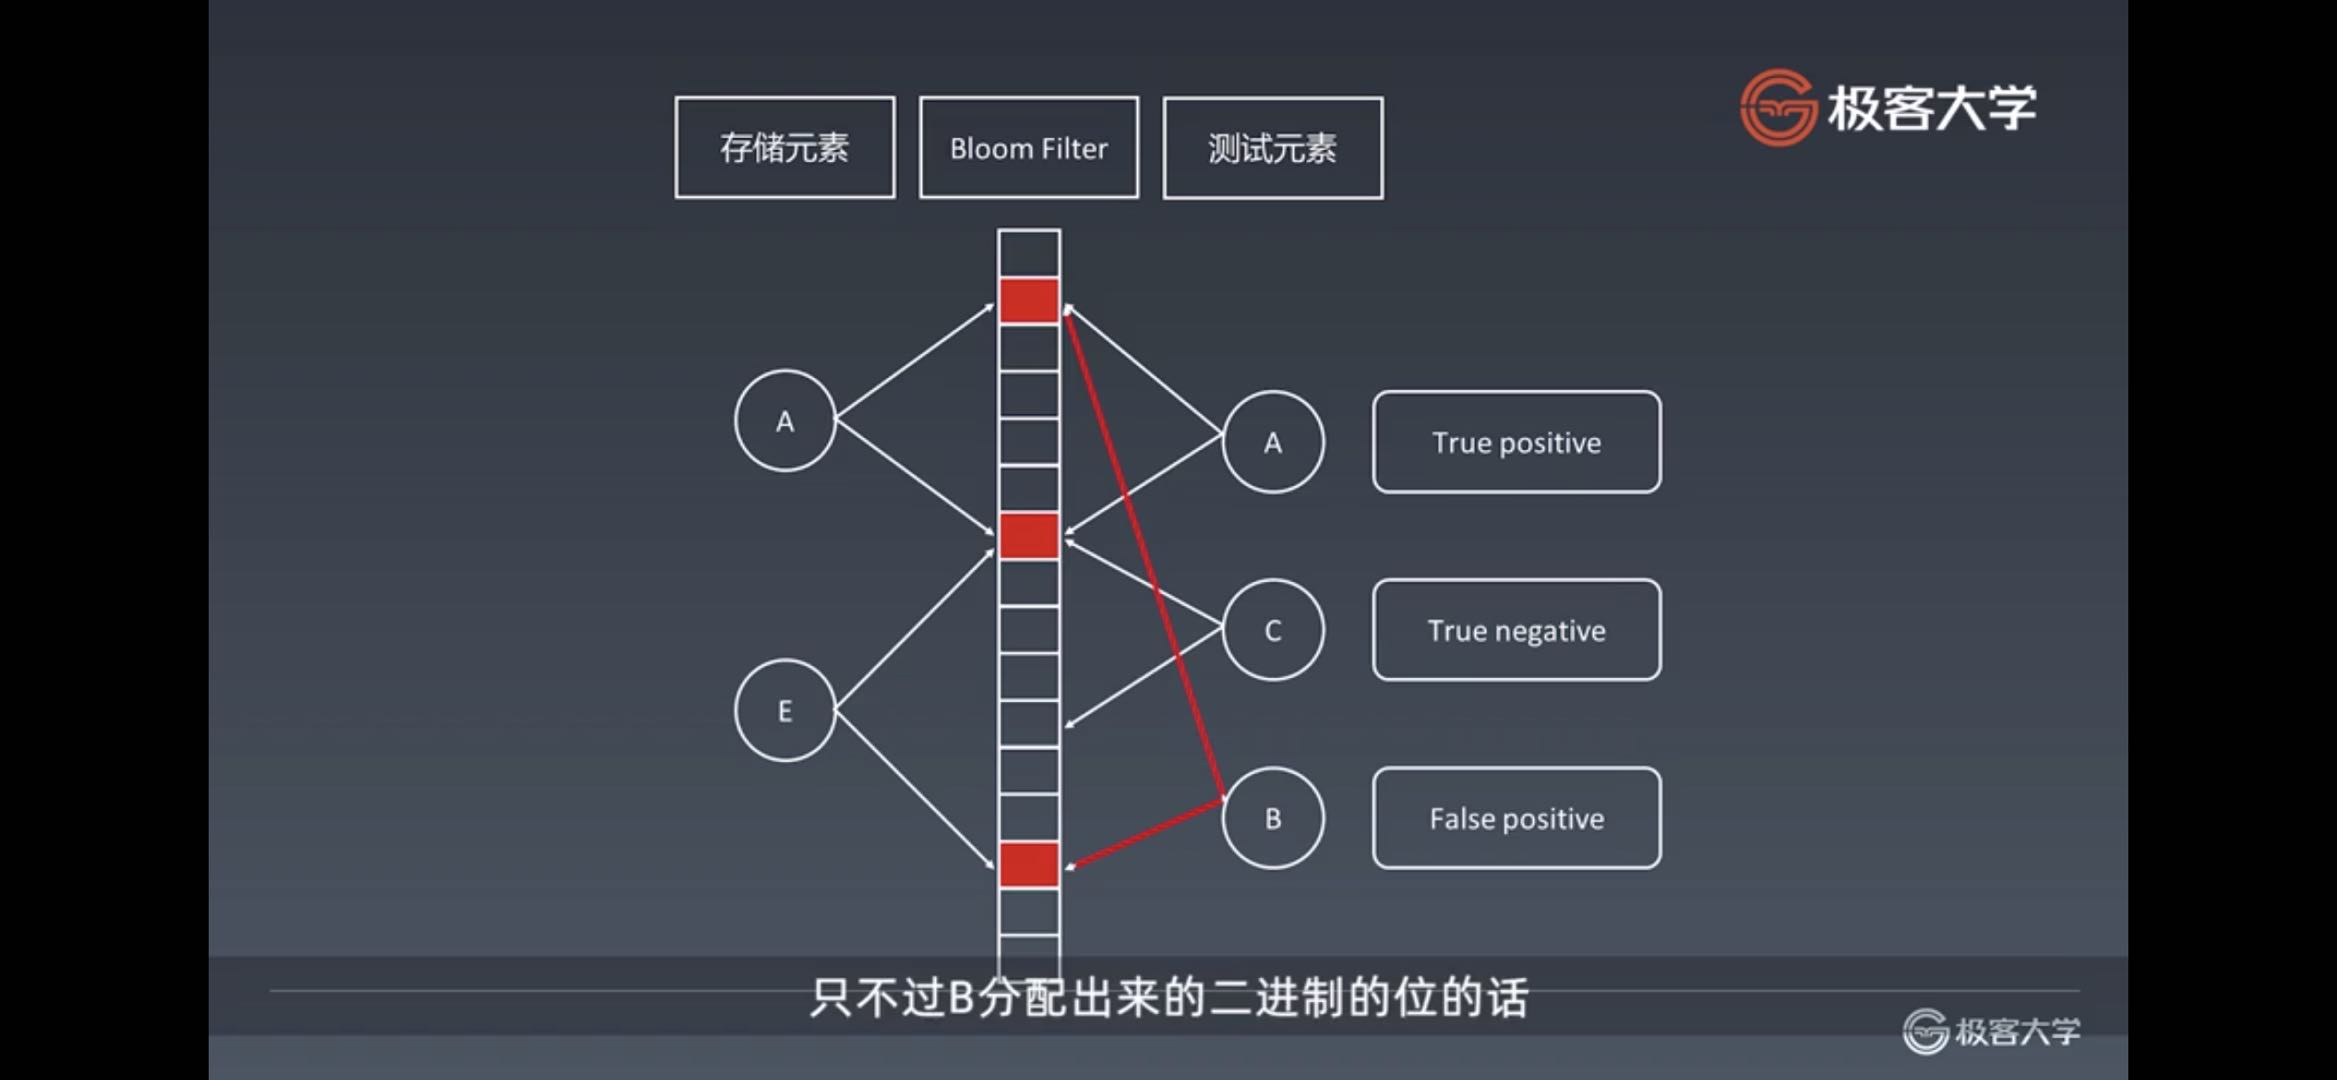 极客大学
存储元素
Bloom Filter
测试元素
A
A
True positive
C
True negative
E
B
False positive
只不过B分配出来的二进制的位的话
极客大学